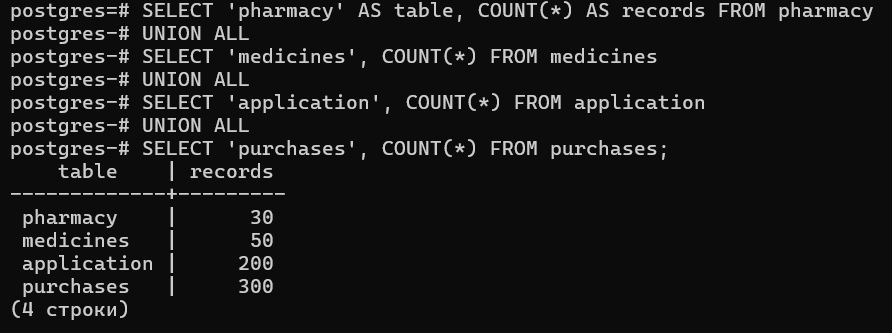 postgres=# SELECT 'pharmacy' AS table, COUNT(*) AS records FROM pharmacy
postgres-# UNION ALL
postgres-# SELECT 'medicines', COUNT(*) FROM medicines
postgres-# UNION ALL
postgres-# SELECT 'application', COUNT(*) FROM application
postgres-# UNION ALL
postgres-# SELECT 'purchases', COUNT(*) FROM purchases;
    table    | records
-------------+---------
 pharmacy    |      30
 medicines   |      50
 application |     200
 purchases   |     300
(4 строки)